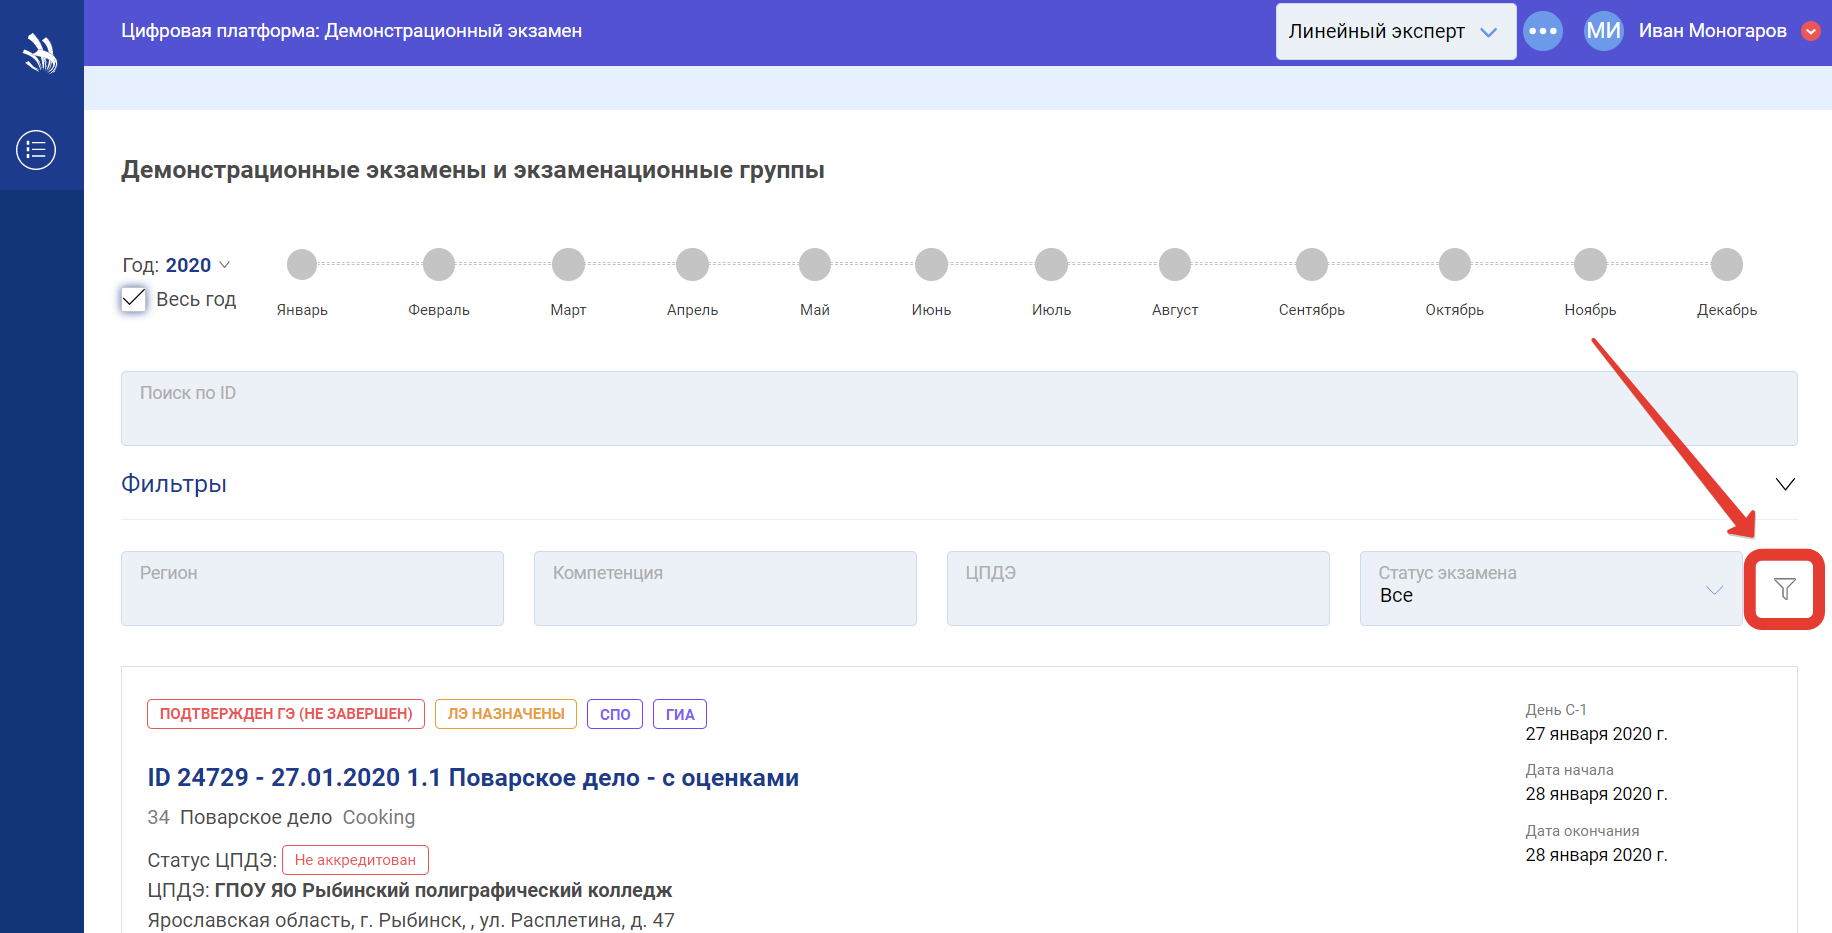 Цифровая платформа: Демонстрационный экзамен
Линейный эксперт
МИ
Иван Моногаров
Демонстрационные экзамены и экзаменационные группы
Год: 2020
Весь год
Январь
Февраль
Март
Апрель
Май
Июнь
Июль
Август
Сентябрь
Октябрь
Ноябрь
Декабрь
Поиск по ID
Фильтры
Регион
Компетенция
ЦПДЭ
Статус экзамена
Все
ПОДТВЕРЖДЕН ГЭ (НЕ ЗАВЕРШЕН)
ЛЭ НАЗНАЧЕНЫ
СПО
ГИА
ID 24729 - 27.01.2020 1.1 Поварское дело - с оценками
34 Поварское дело Cooking
Статус ЦПДЭ: Не аккредитован
ЦПДЭ: ГПОУ ЯО Рыбинский полиграфический колледж
Ярославская область, г. Рыбинск, , ул. Расплетина, д. 47
День С-1
27 января 2020 г.
Дата начала
28 января 2020 г.
Дата окончания
28 января 2020 г.